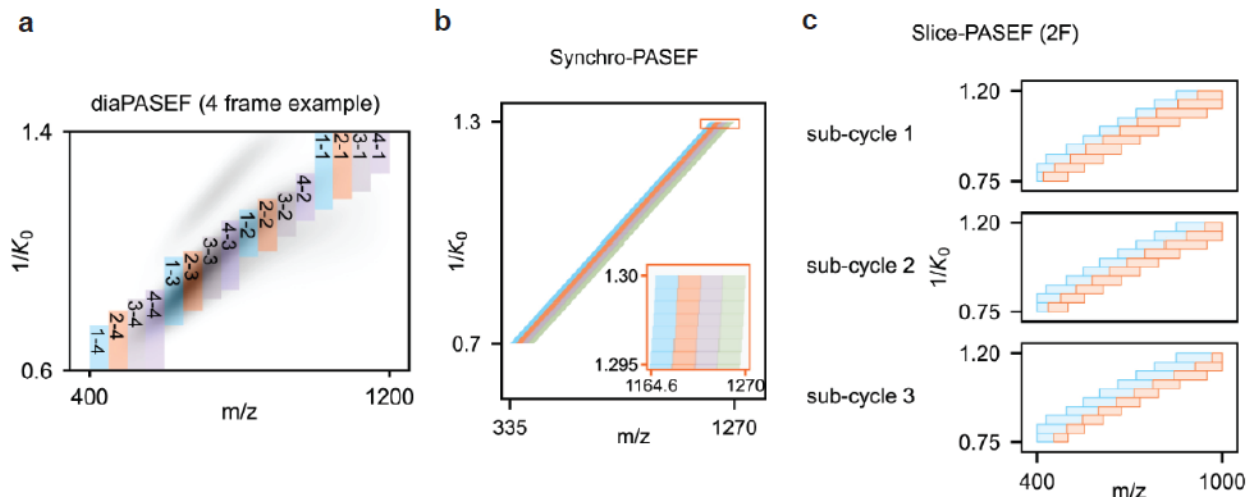 a
diaPASEF (4 frame example)
1.4
1/K0
0.6
400
1200
m/z
1-4
2-4
3-4
4-4
1-3
2-3
3-3
4-3
1-2
2-2
3-2
4-2
1-1
2-1
3-1
4-1
b
Synchro-PASEF
1.3
1/K0
0.7
335
1270
m/z
1.30
1.295
1164.6
1270
c
Slice-PASEF (2F)
sub-cycle 1
1.20
0.75
sub-cycle 2
1.20
1/K0
0.75
sub-cycle 3
1.20
0.75
400
1000
m/z